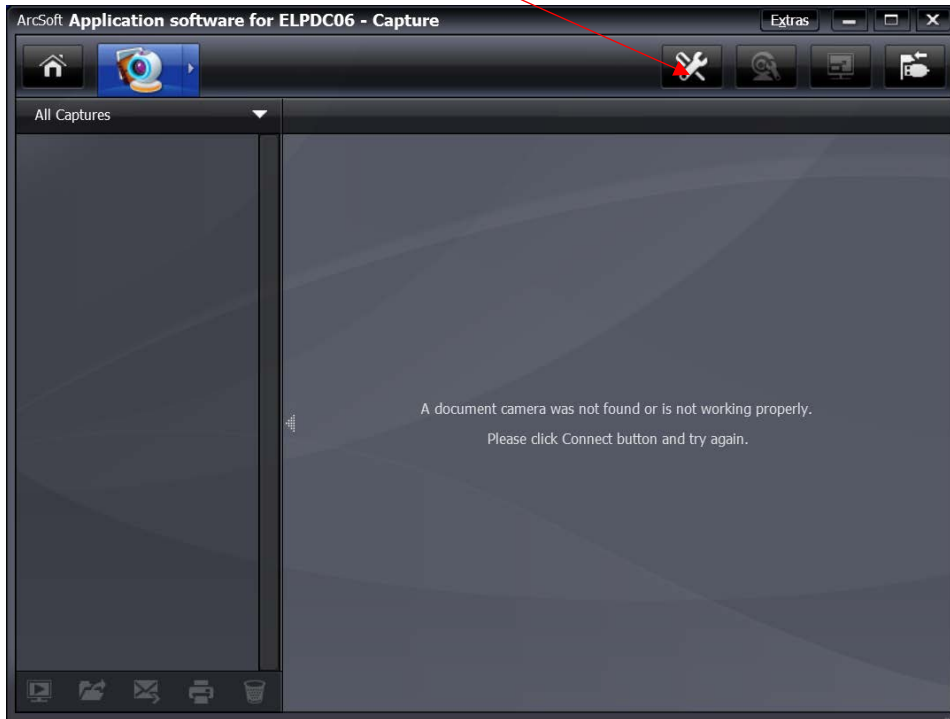 ArcSoft Application software for ELPDC06 - Capture
Extras
All Captures
A document camera was not found or is not working properly.
Please click Connect button and try again.